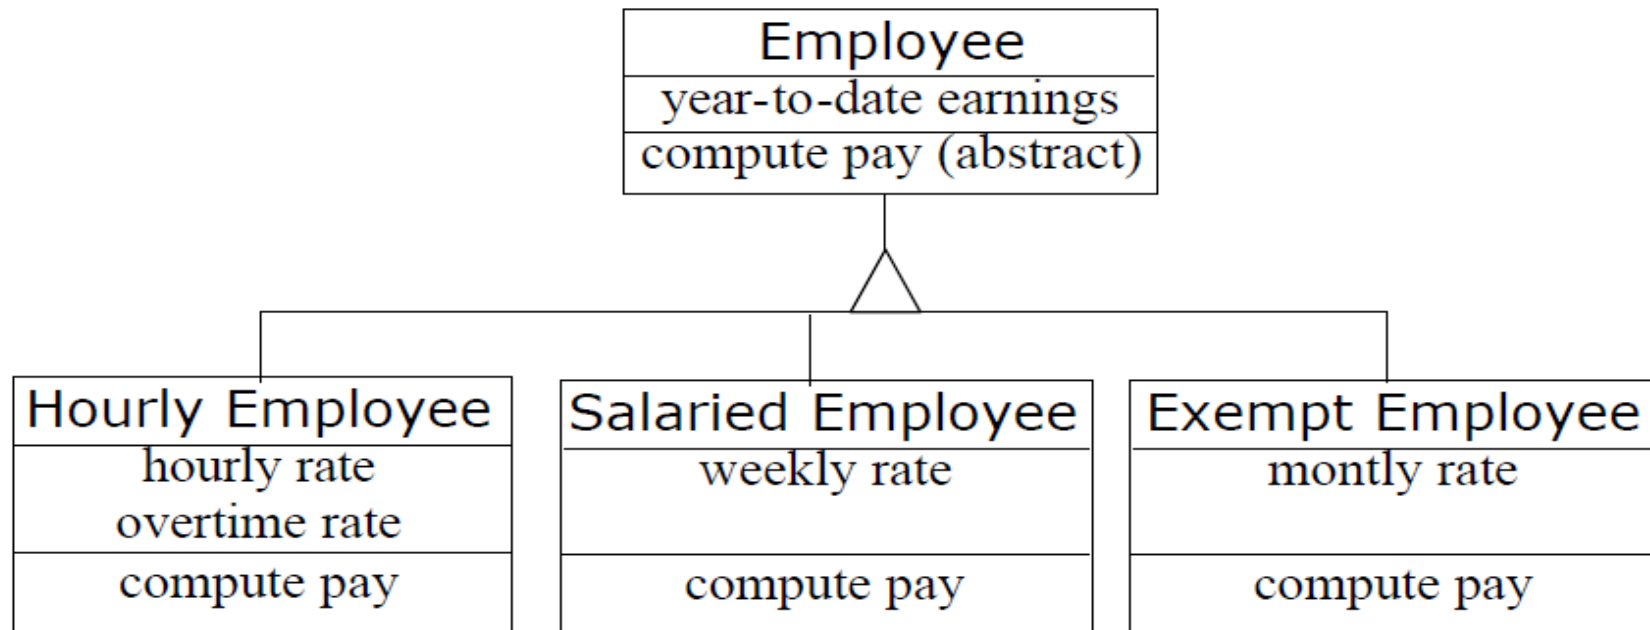 Employee
year-to-date earnings
compute pay (abstract)
Hourly Employee
hourly rate
overtime rate
compute pay
Salaried Employee
weekly rate
compute pay
Exempt Employee
montly rate
compute pay